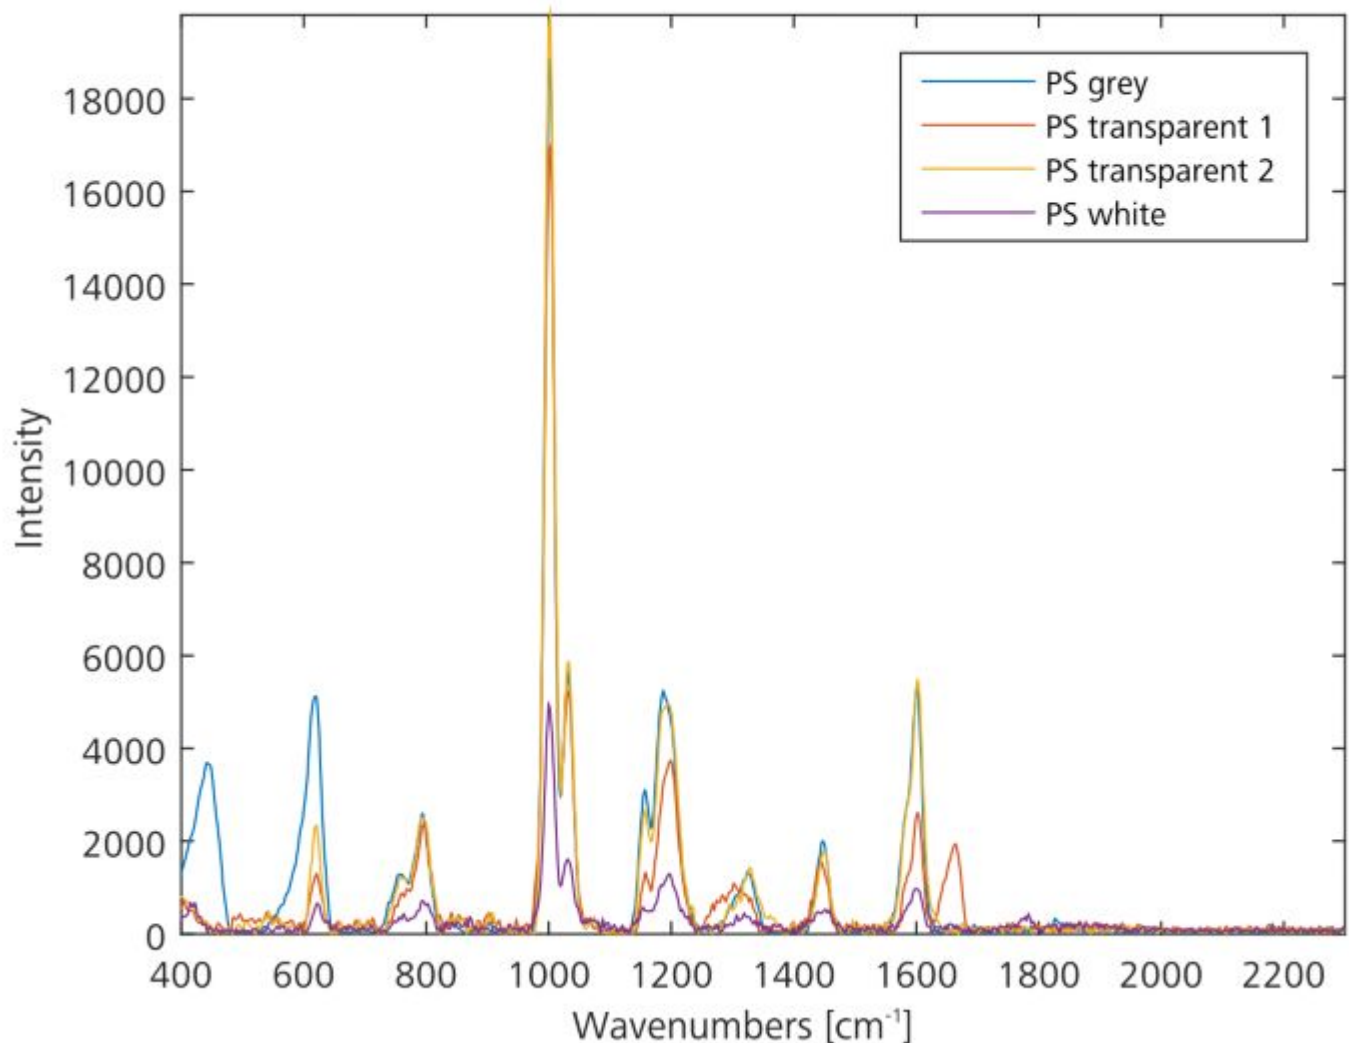 18000
16000
14000
12000
10000
8000
6000
4000
2000
0
Intensity
PS grey
PS transparent 1
PS transparent 2
PS white
400 600 800 1000 1200 1400 1600 1800 2000 2200
Wavenumbers [cm⁻¹]